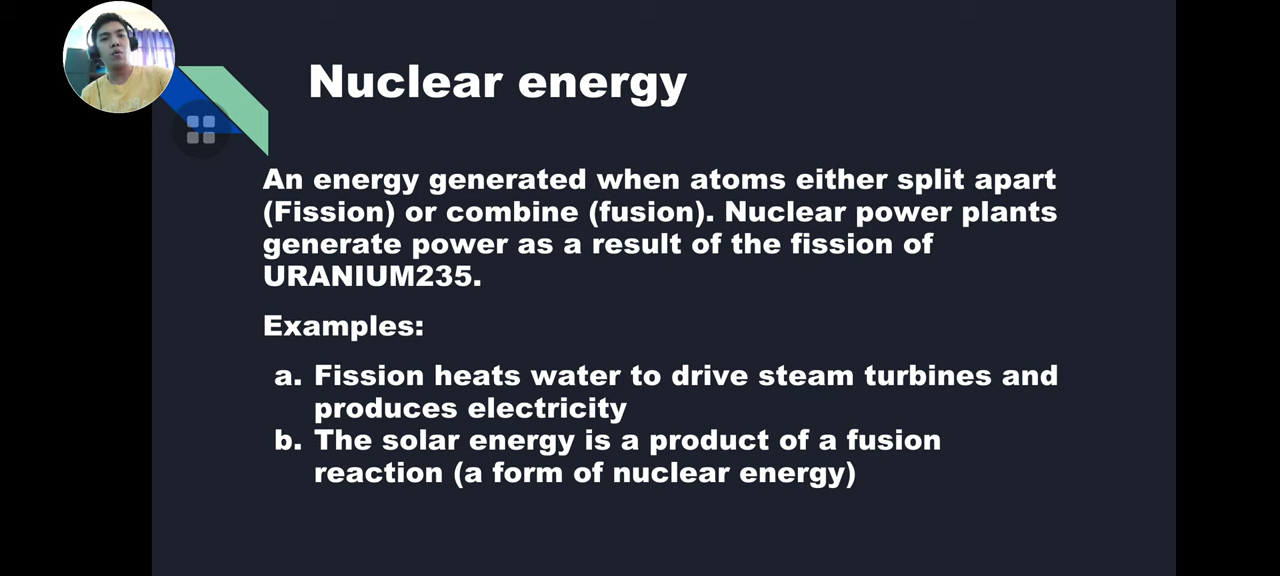 Nuclear energy
An energy generated when atoms either split apart
(Fission) or combine (fusion). Nuclear power plants
generate power as a result of the fission of
URANIUM235.
Examples:
a. Fission heats water to drive steam turbines and
produces electricity
b. The solar energy is a product of a fusion
reaction (a form of nuclear energy)